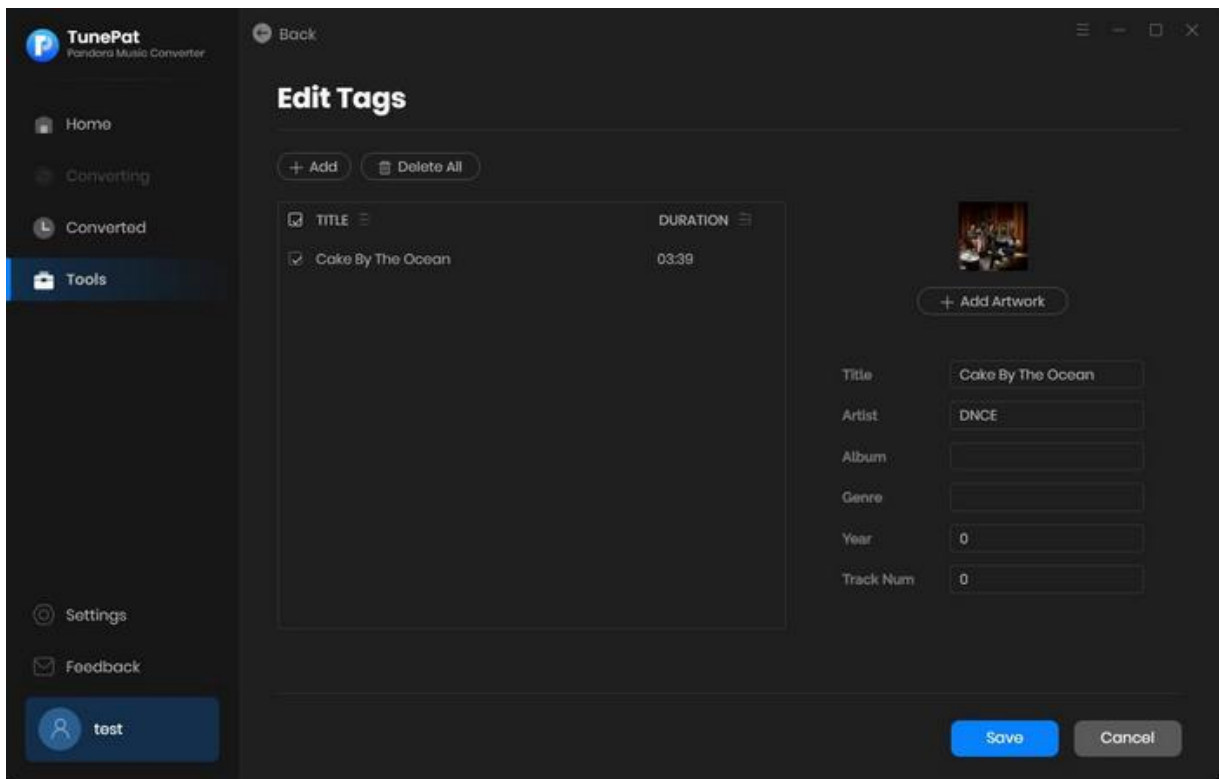 TunePat
Pandora Music Converter
Back
Home
Converting
Converted
Tools
Edit Tags
Add
Delete All
TITLE DURATION
Cake By The Ocean 03:39
Add Artwork
Title Cake By The Ocean
Artist DNCE
Album
Genre
Year 0
Track Num 0
Settings
Feedback
test
Save Cancel